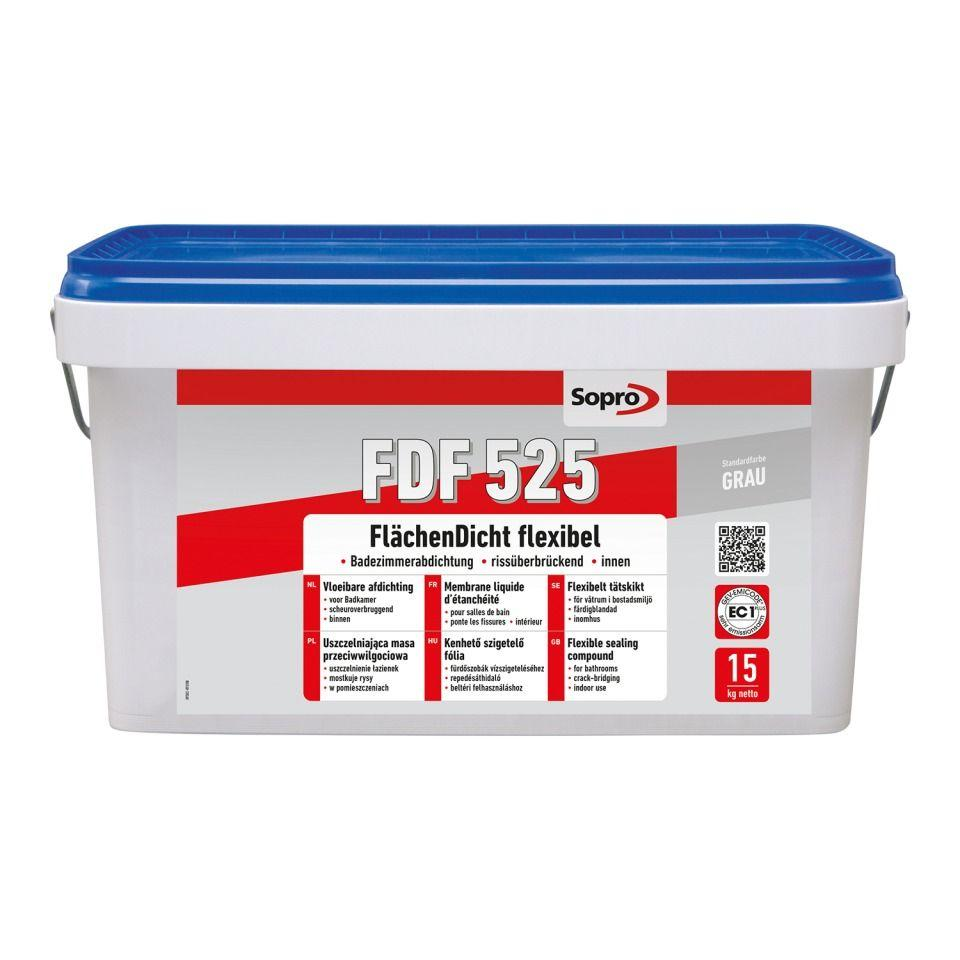 Sopro
FDF 525
Standardfarbe
GRAU
FlächenDicht flexibel
• Badezimmerabdichtung • rissüberbrückend • innen
NL Vloeibare afdichting
• voor Badkamer
• scheuroverbruggend
• binnen
FR Membrane liquide
d'étanchéité
• pour salles de bain
• ponte les fissures • intérieur
SE Flexibelt tätskikt
• för våtrum i bostadsmiljö
• färdigblandad
• inomhus
PL Uszczelniająca masa
przeciwwilgociowa
• uszczelnienie łazienek
• mostkuje rysy
• w pomieszczeniach
HU Kenhető szigetelő
fólia
• fürdőszobák vízszigeteléséhez
• repedésáthidaló
• beltéri felhasználáshoz
GB Flexible sealing
compound
• for bathrooms
• crack-bridging
• indoor use
GEV-EMICODE
EC 1 PLUS
sehr emissionsarm
15
kg netto